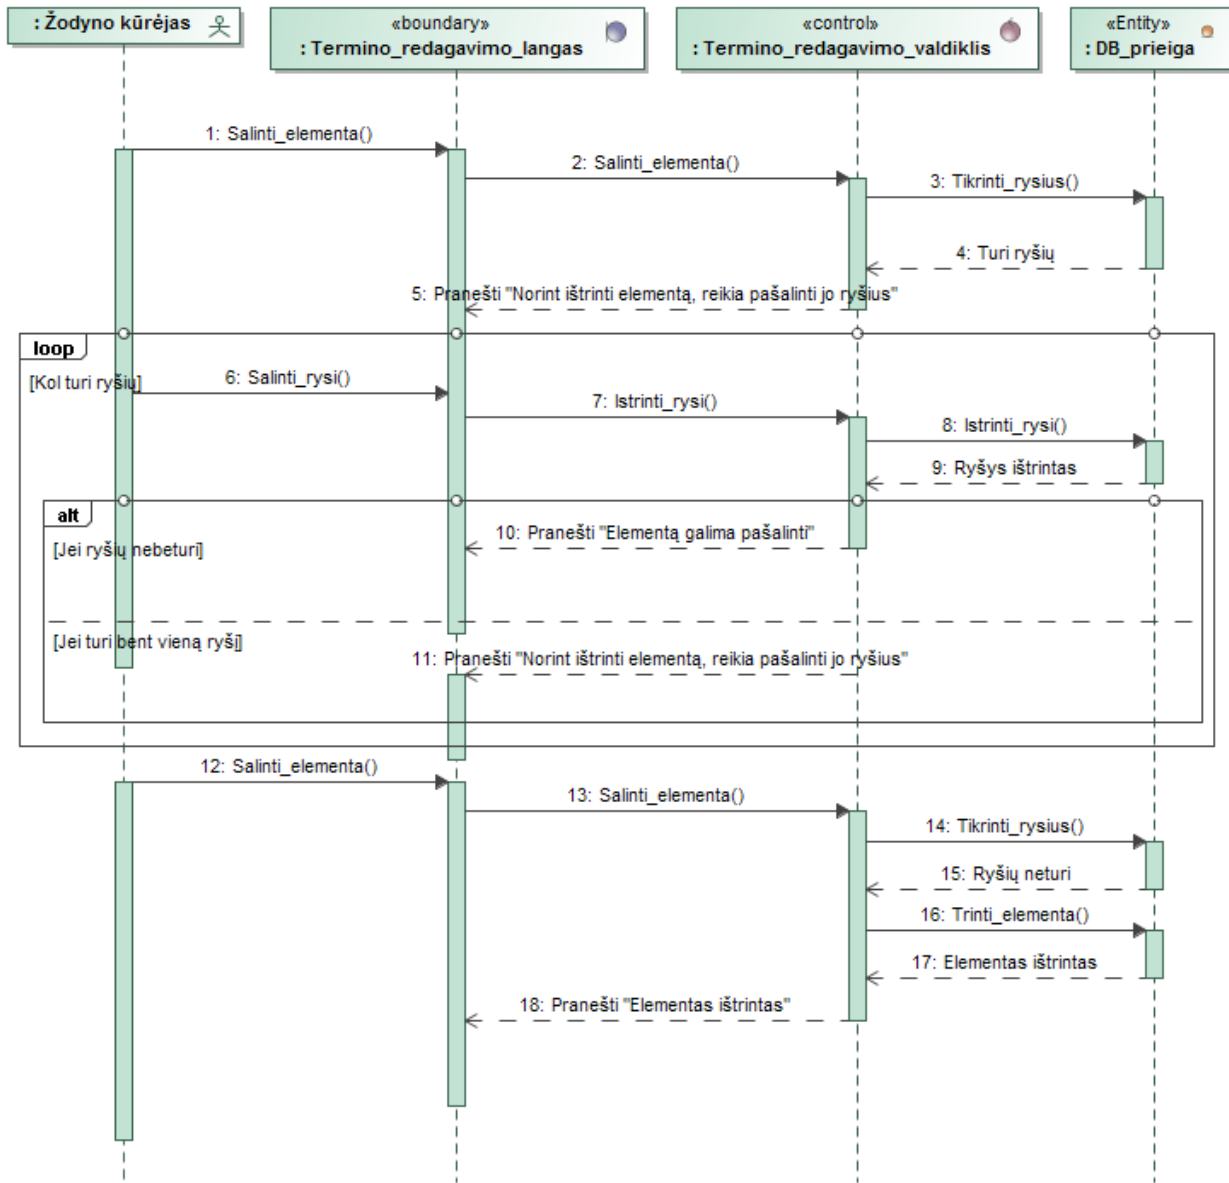 : Žodyno kūrėjas
«boundary»
: Termino_redagavimo_langas
«control»
: Termino_redagavimo_valdiklis
«Entity»
: DB_prieiga
1: Salinti_elementa()
2: Salinti_elementa()
3: Tikrinti_rysius()
4: Turi ryšių
5: Pranešti "Norint ištrinti elementą, reikia pašalinti jo ryšius"
loop
[Kol turi ryšių]
6: Salinti_rysi()
7: Istrinti_rysi()
8: Istrinti_rysi()
9: Ryšys ištrintas
alt
10: Pranešti "Elementą galima pašalinti"
[Jei ryšių nebeturi]
[Jei turi bent vieną ryšį]
11: Pranešti "Norint ištrinti elementą, reikia pašalinti jo ryšius"
12: Salinti_elementa()
13: Salinti_elementa()
14: Tikrinti_rysius()
15: Ryšių neturi
16: Trinti_elementa()
17: Elementas ištrintas
18: Pranešti "Elementas ištrintas"